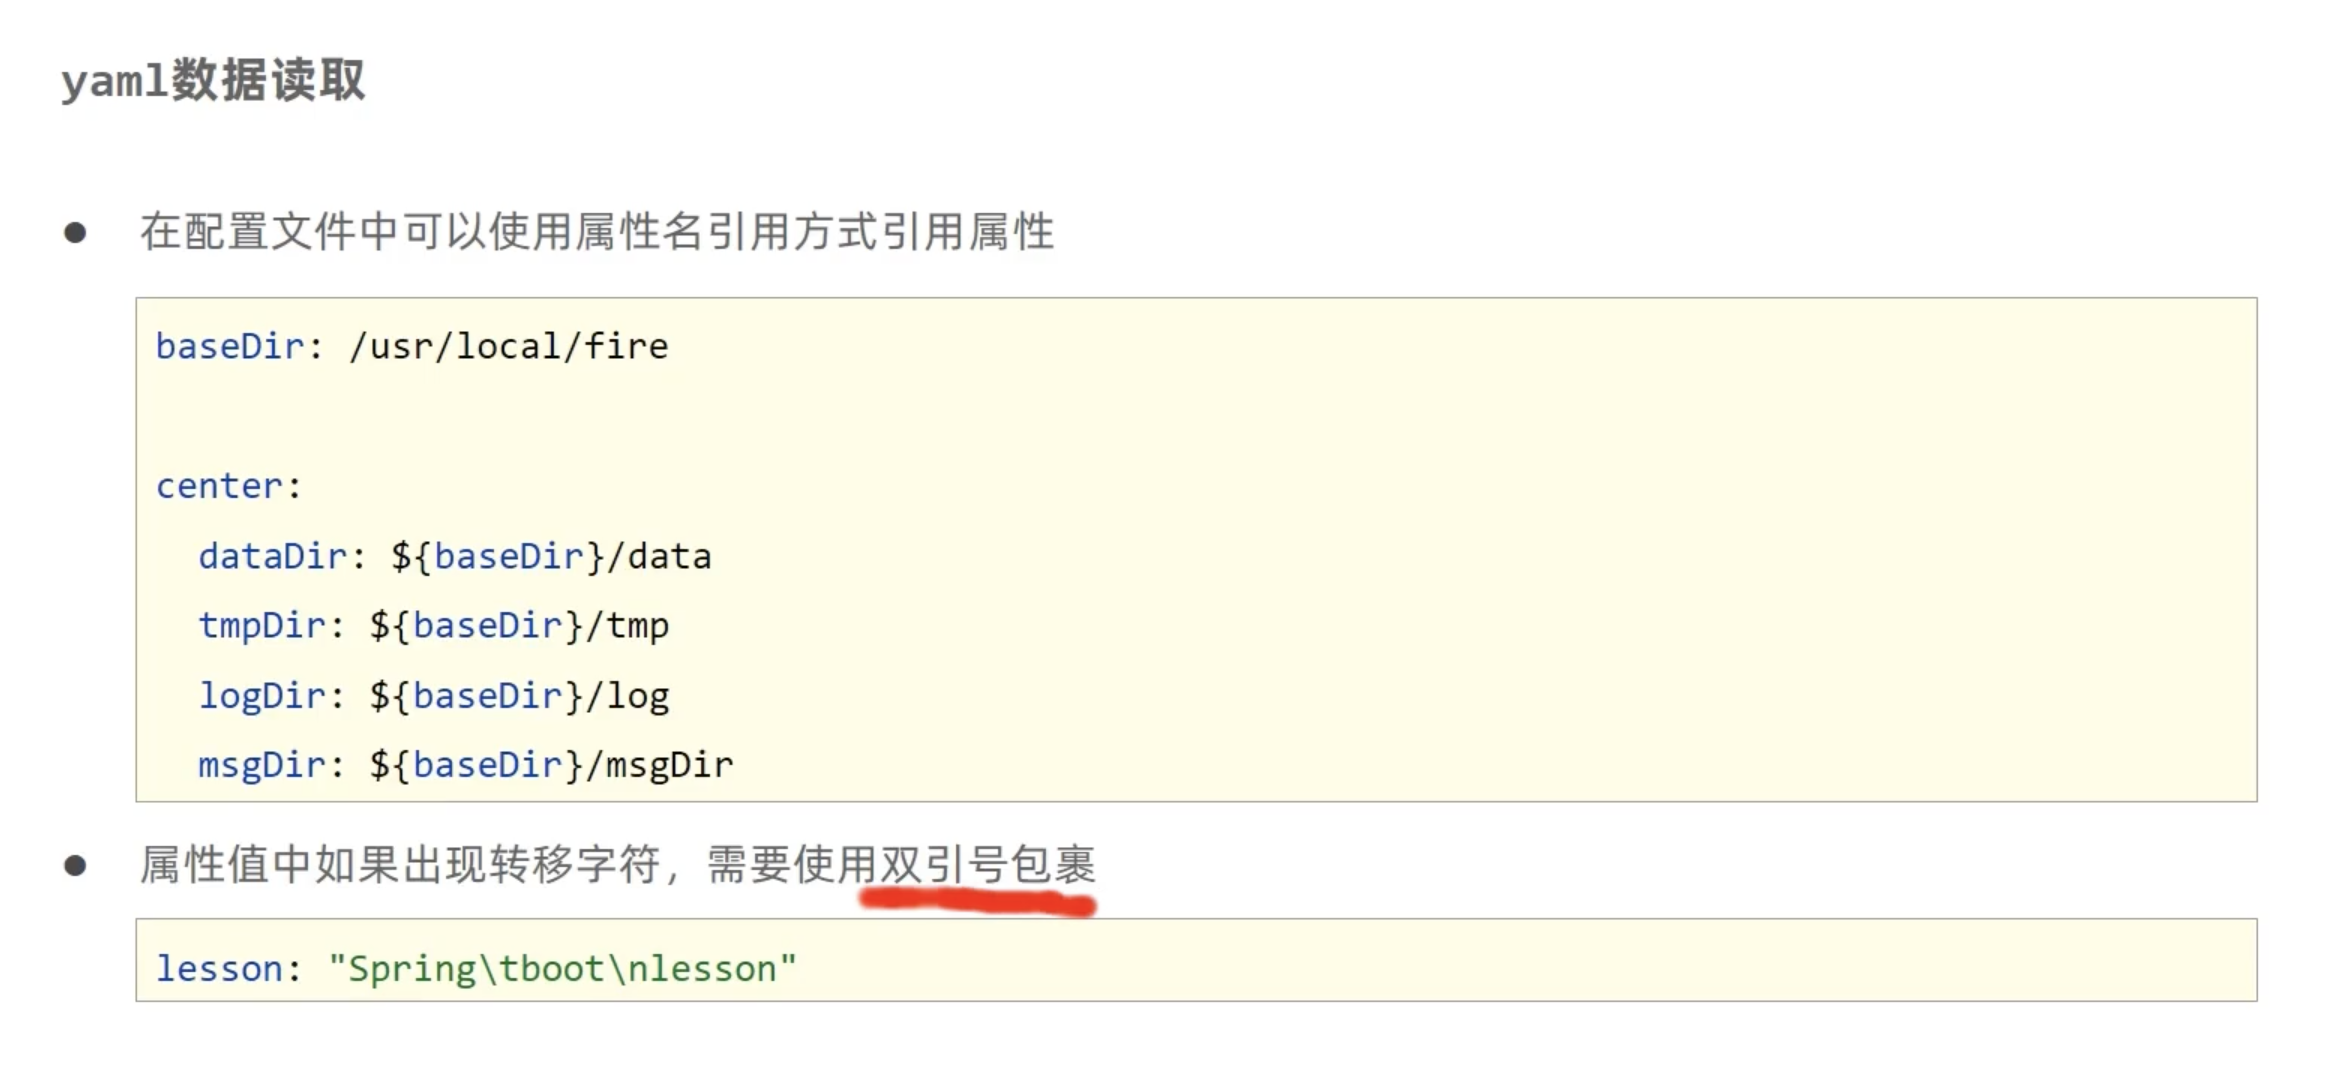 yaml数据读取
在配置文件中可以使用属性名引用方式引用属性
baseDir: /usr/local/fire
center:
  dataDir: ${baseDir}/data
  tmpDir: ${baseDir}/tmp
  logDir: ${baseDir}/log
  msgDir: ${baseDir}/msgDir
属性值中如果出现转移字符，需要使用双引号包裹
lesson: "Spring\tboot\nlesson"